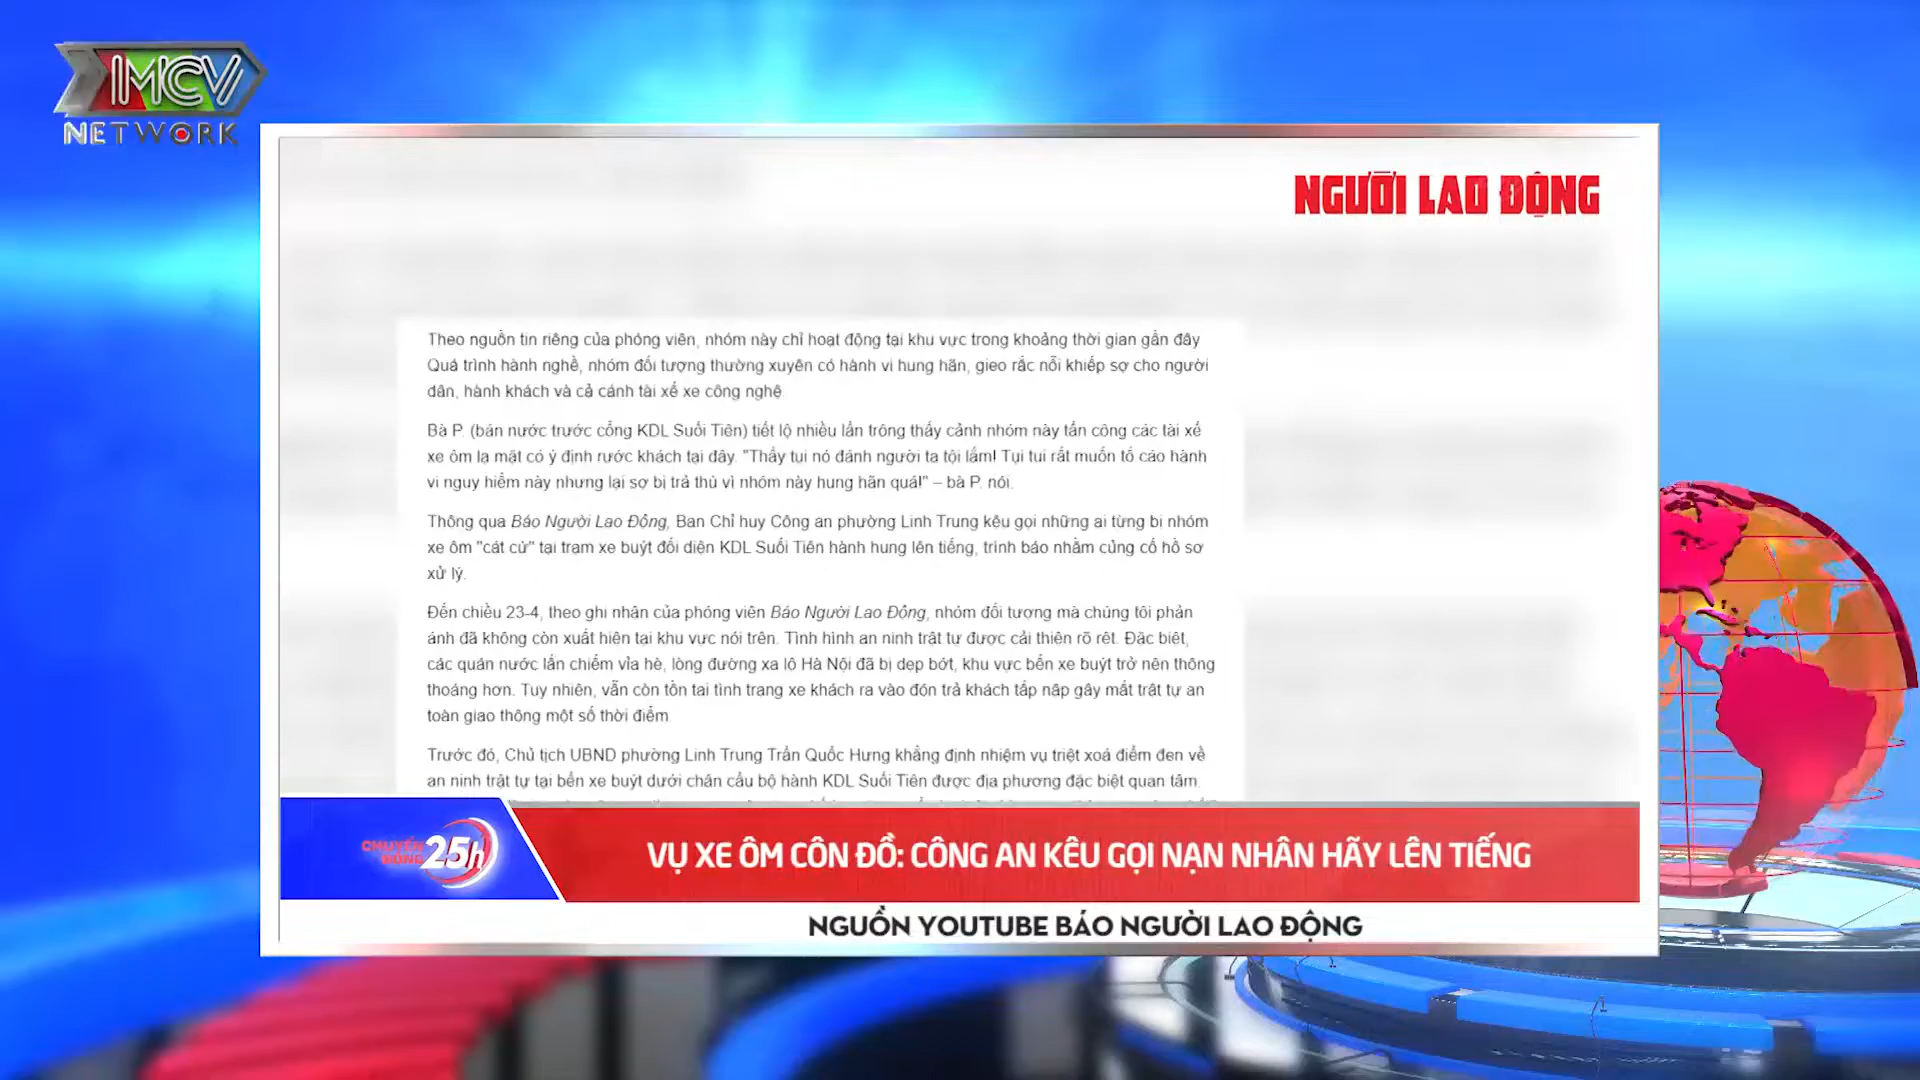 MCV
NETWORK
NGƯỜI LAO ĐỘNG
Theo nguồn tin riêng của phóng viên, nhóm này chỉ hoạt động tại khu vực trong khoảng thời gian gần đây
Quá trình hành nghề, nhóm đối tượng thường xuyên có hành vi hung hãn, gieo rắc nỗi khiếp sợ cho người
dân, hành khách và cả cánh tài xế xe công nghệ
Bà P. (bán nước trước cổng KDL Suối Tiên) tiết lộ nhiều lần trông thấy cảnh nhóm này tấn công các tài xế
xe ôm lạ mặt có ý định rước khách tại đây. "Thấy tụi nó đánh người ta tội lắm! Tụi tui rất muốn tố cáo hành
vi nguy hiểm này nhưng lại sợ bị trả thù vì nhóm này hung hãn quá!" – bà P. nói.
Thông qua Báo Người Lao Động, Ban Chỉ huy Công an phường Linh Trung kêu gọi những ai từng bị nhóm
xe ôm "cát cứ" tại trạm xe buýt đối diện KDL Suối Tiên hành hung lên tiếng, trình báo nhằm củng cố hồ sơ
xử lý.
Đến chiều 23-4, theo ghi nhận của phóng viên Báo Người Lao Động, nhóm đối tượng mà chúng tôi phản
ánh đã không còn xuất hiện tại khu vực nói trên. Tình hình an ninh trật tự được cải thiện rõ rệt. Đặc biệt,
các quán nước lấn chiếm vỉa hè, lòng đường xa lộ Hà Nội đã bị dẹp bớt, khu vực bến xe buýt trở nên thông
thoáng hơn. Tuy nhiên, vẫn còn tồn tại tình trạng xe khách ra vào đón trả khách tấp nập gây mất trật tự an
toàn giao thông một số thời điểm
Trước đó, Chủ tịch UBND phường Linh Trung Trần Quốc Hưng khẳng định nhiệm vụ triệt xoá điểm đen về
an ninh trật tự tại bến xe buýt dưới chân cầu bộ hành KDL Suối Tiên được địa phương đặc biệt quan tâm.
CHUYỂN
ĐỘNG 25h
VỤ XE ÔM CÔN ĐỒ: CÔNG AN KÊU GỌI NẠN NHÂN HÃY LÊN TIẾNG
NGUỒN YOUTUBE BÁO NGƯỜI LAO ĐỘNG